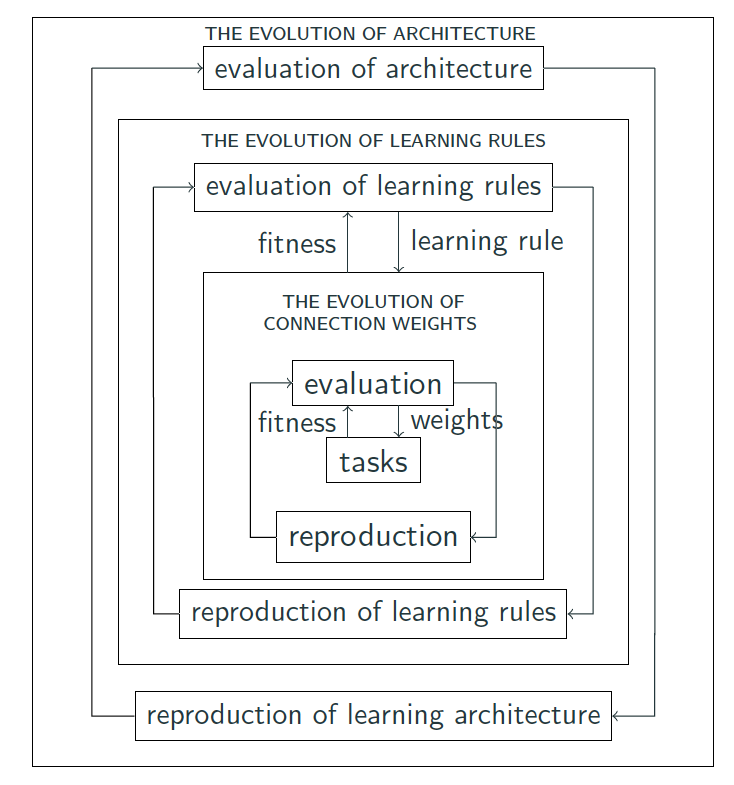 THE EVOLUTION OF ARCHITECTURE
evaluation of architecture
THE EVOLUTION OF LEARNING RULES
evaluation of learning rules
fitness
learning rule
THE EVOLUTION OF
CONNECTION WEIGHTS
evaluation
fitness
weights
tasks
reproduction
reproduction of learning rules
reproduction of learning architecture